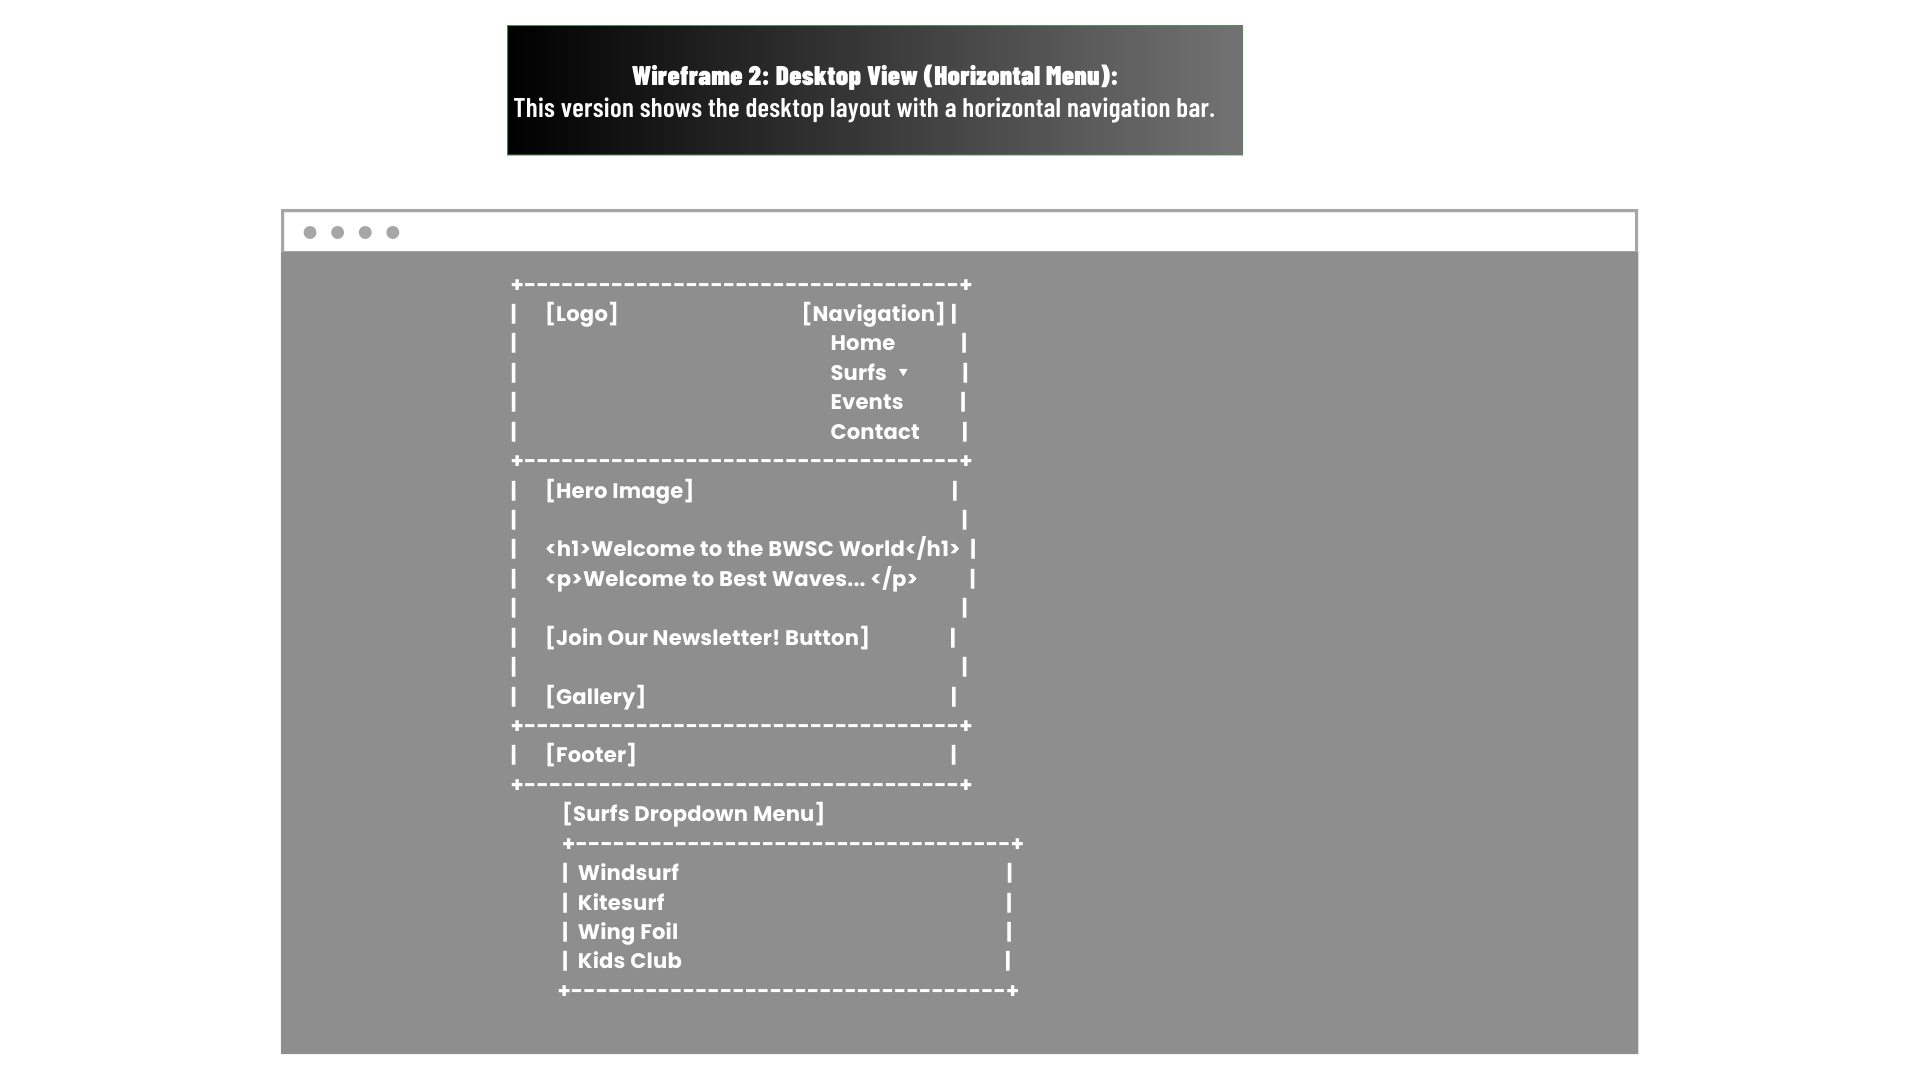 Wireframe 2: Desktop View (Horizontal Menu):
This version shows the desktop layout with a horizontal navigation bar.
+-----------------------------------+
| [Logo] [Navigation] |
| Home |
| Surfs ▼ |
| Events |
| Contact |
+-----------------------------------+
| [Hero Image] |
| |
| <h1>Welcome to the BWSC World</h1> |
| <p>Welcome to Best Waves... </p> |
| |
| [Join Our Newsletter! Button] |
| |
| [Gallery] |
+-----------------------------------+
| [Footer] |
+-----------------------------------+
[Surfs Dropdown Menu]
+-----------------------------------+
| Windsurf |
| Kitesurf |
| Wing Foil |
| Kids Club |
+-----------------------------------+